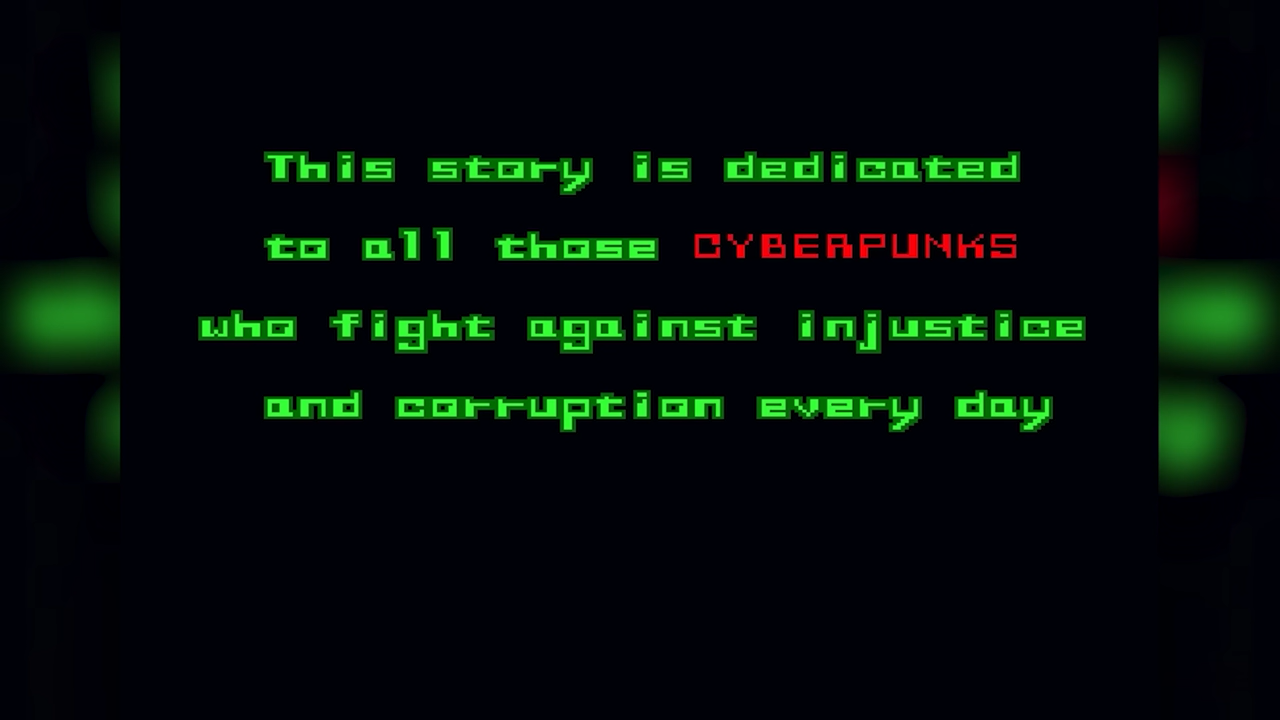 This story is dedicated
to all those CYBERPUNKS
who fight against injustice
and corruption every day